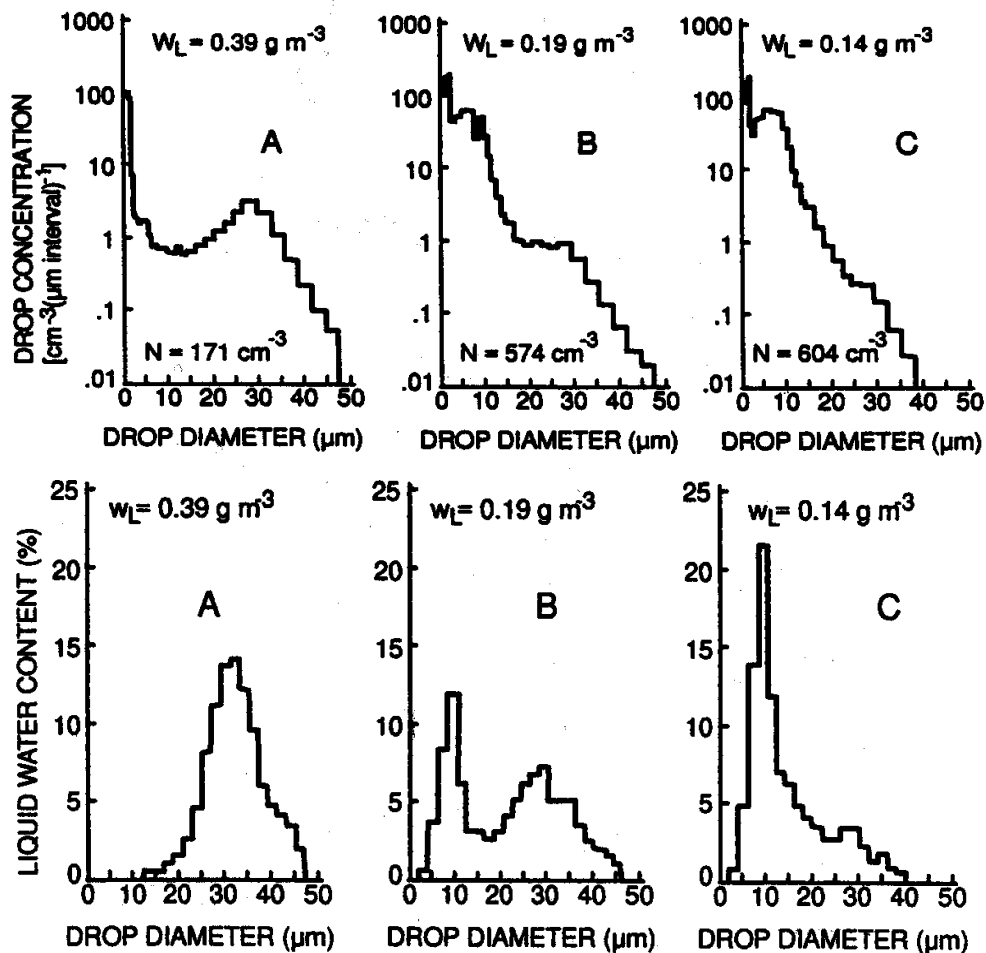 W_L = 0.39 g m^-3
W_L = 0.19 g m^-3
W_L = 0.14 g m^-3
1000
100
10
1
.1
.01
1000
100
10
1
.1
.01
1000
100
10
1
.1
.01
DROP CONCENTRATION
[cm^-3(µm interval)^-1]
A
B
C
N = 171 cm^-3
N = 574 cm^-3
N = 604 cm^-3
0 10 20 30 40 50
0 10 20 30 40 50
0 10 20 30 40 50
DROP DIAMETER (µm)
DROP DIAMETER (µm)
DROP DIAMETER (µm)
w_L= 0.39 g m^-3
w_L= 0.19 g m^-3
w_L= 0.14 g m^-3
25
20
15
10
5
0
25
20
15
10
5
0
25
20
15
10
5
0
LIQUID WATER CONTENT (%)
A
B
C
0 10 20 30 40 50
0 10 20 30 40 50
0 10 20 30 40 50
DROP DIAMETER (µm)
DROP DIAMETER (µm)
DROP DIAMETER (µm)